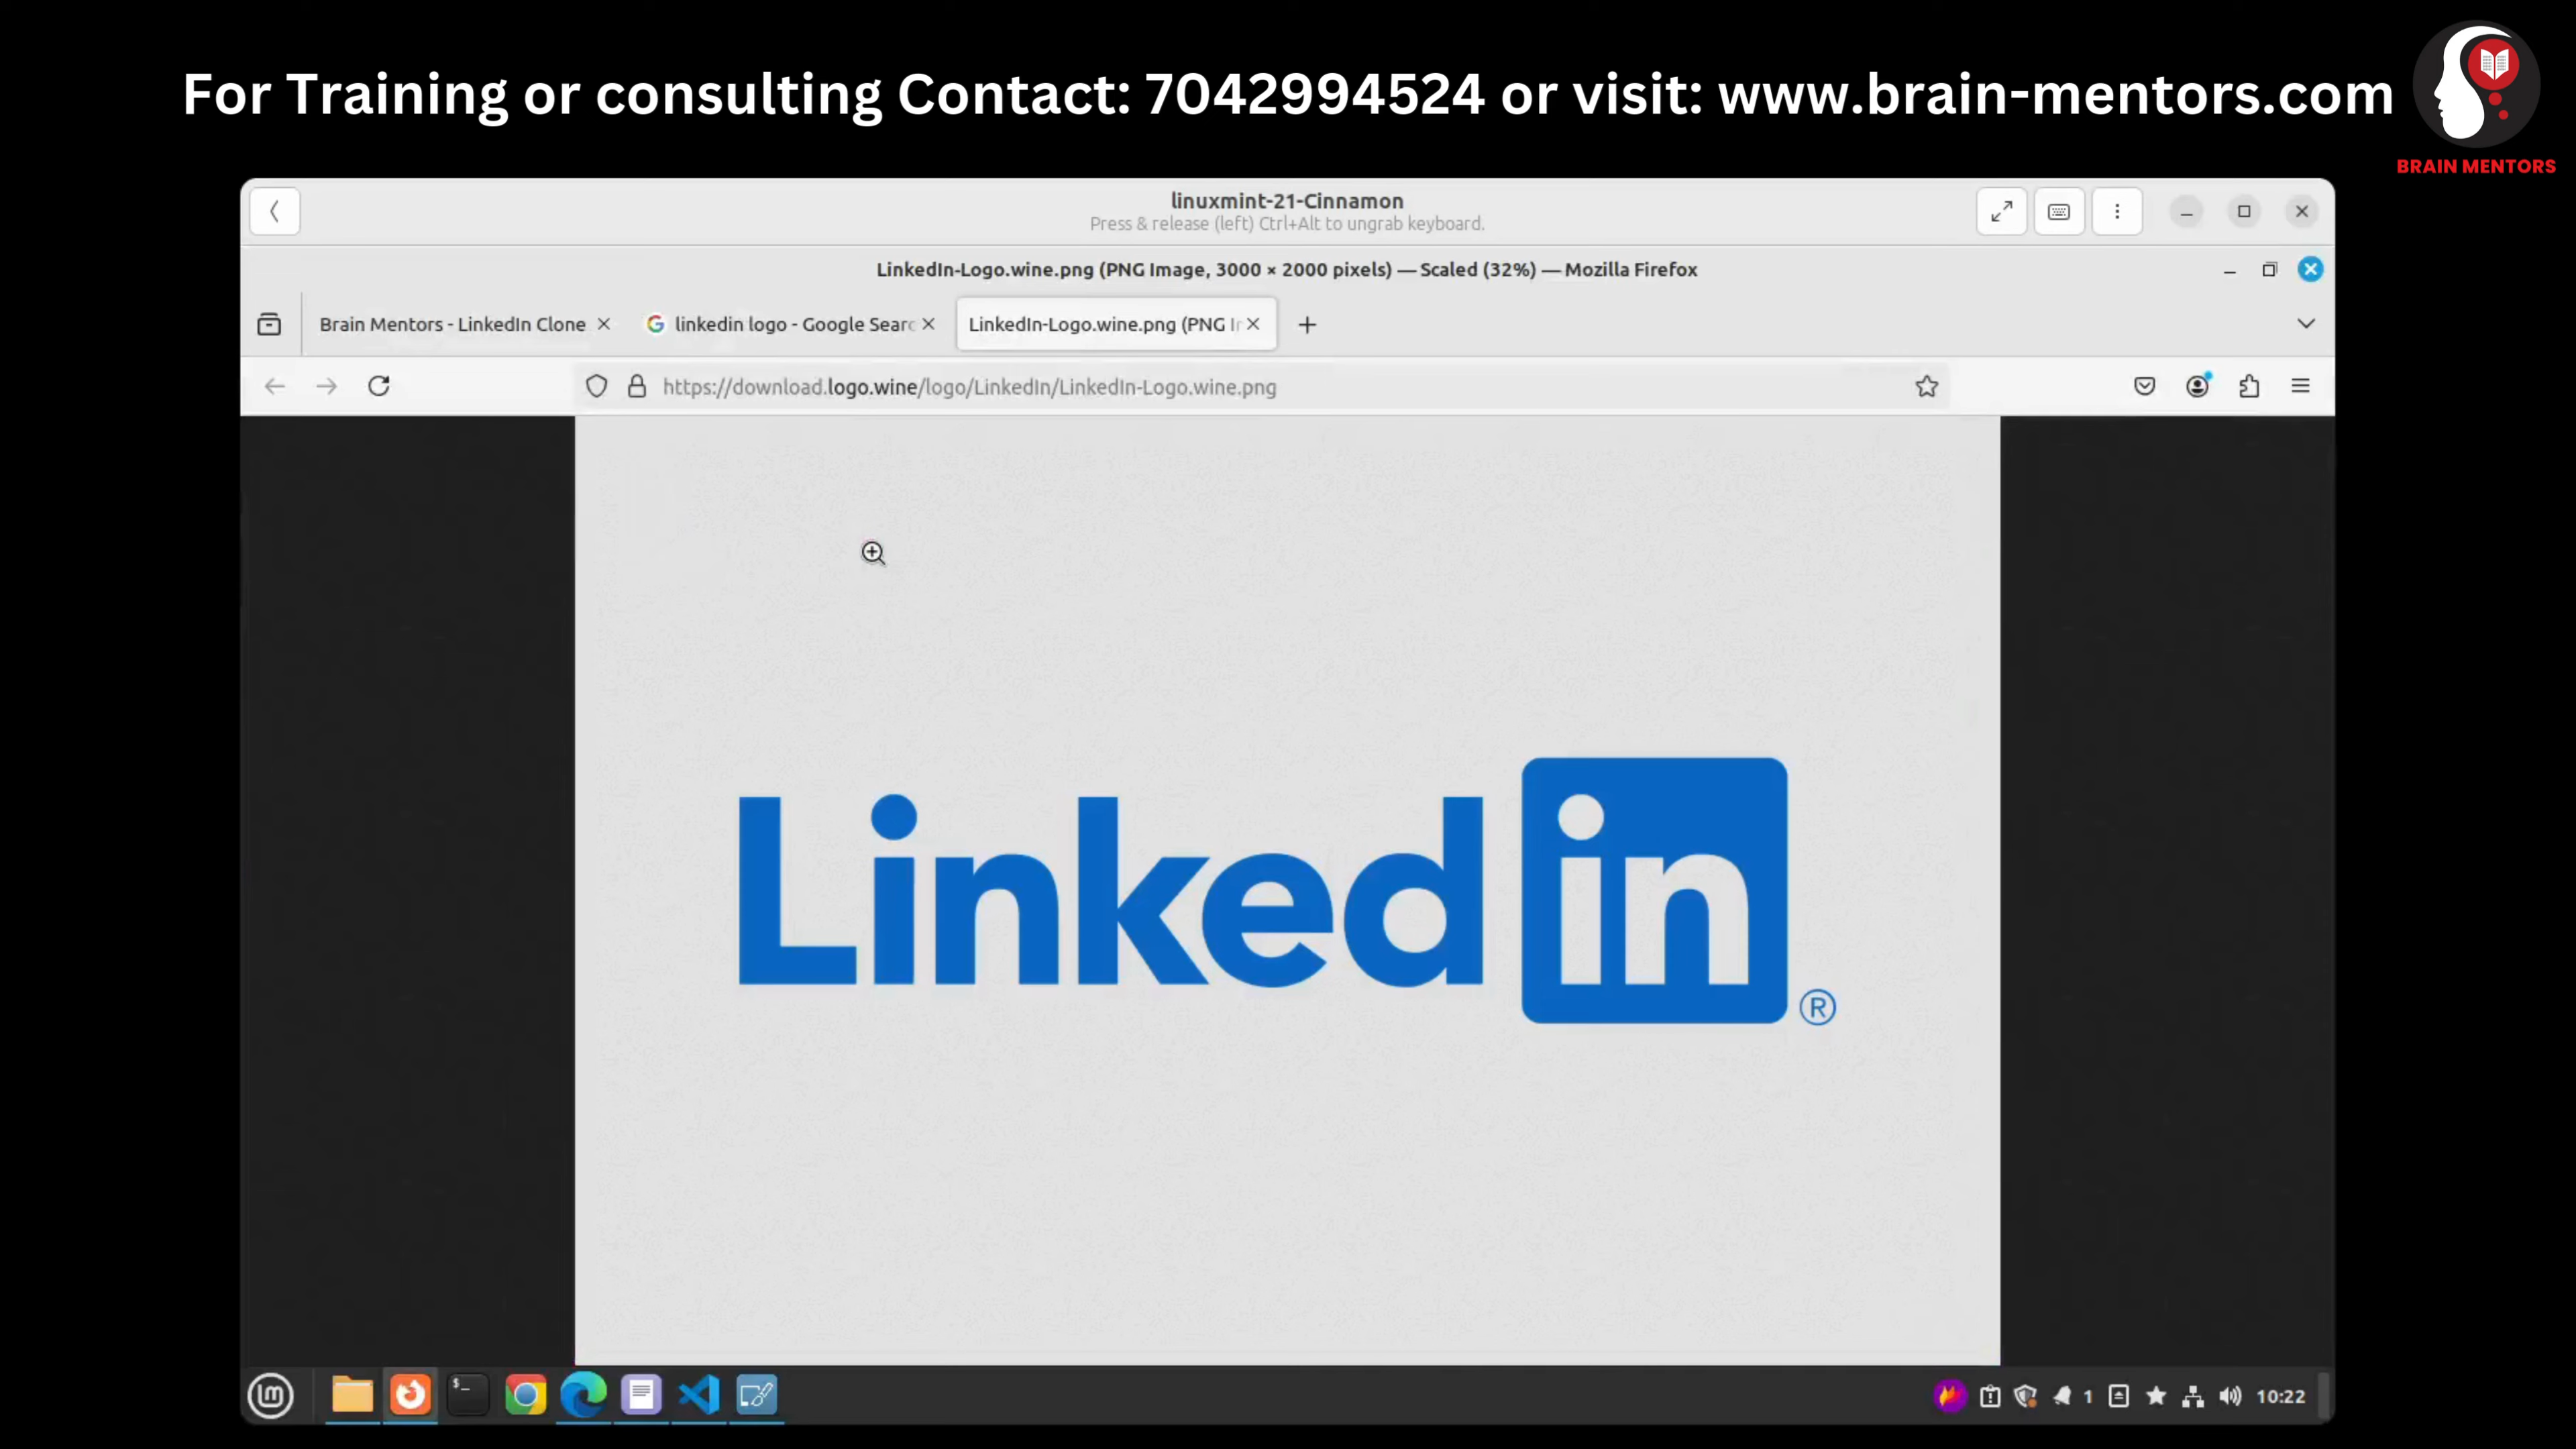 For Training or consulting Contact: 7042994524 or visit: www.brain-mentors.com
BRAIN MENTORS
linuxmint-21-Cinnamon
Press & release (left) Ctrl+Alt to ungrab keyboard.
LinkedIn-Logo.wine.png (PNG Image, 3000 × 2000 pixels) — Scaled (32%) — Mozilla Firefox
Brain Mentors - LinkedIn Clone
linkedin logo - Google Searc
LinkedIn-Logo.wine.png (PNG Ir
https://download.logo.wine/logo/LinkedIn/LinkedIn-Logo.wine.png
Linked in ®
$_
1
10:22